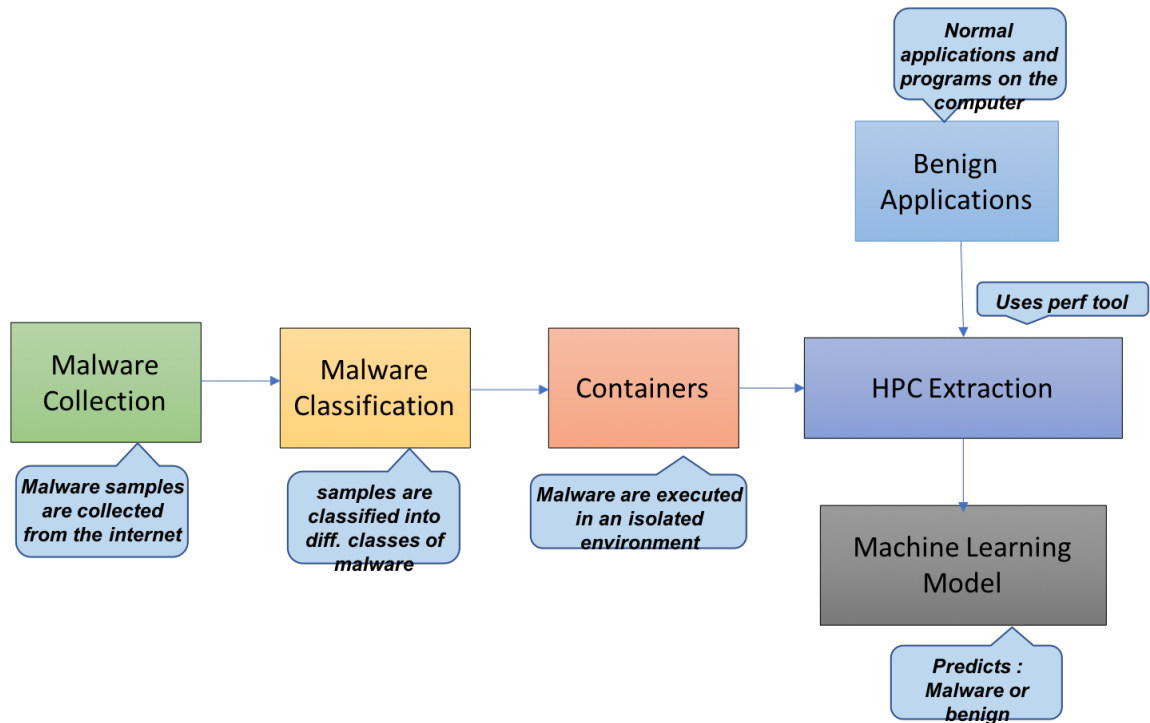 Normal
applications and
programs on the
computer
Benign
Applications
Uses perf tool
Malware
Collection
Malware
Classification
Containers
HPC Extraction
Malware samples
are collected
from the internet
samples are
classified into
diff. classes of
malware
Malware are executed
in an isolated
environment
Machine Learning
Model
Predicts :
Malware or
benign